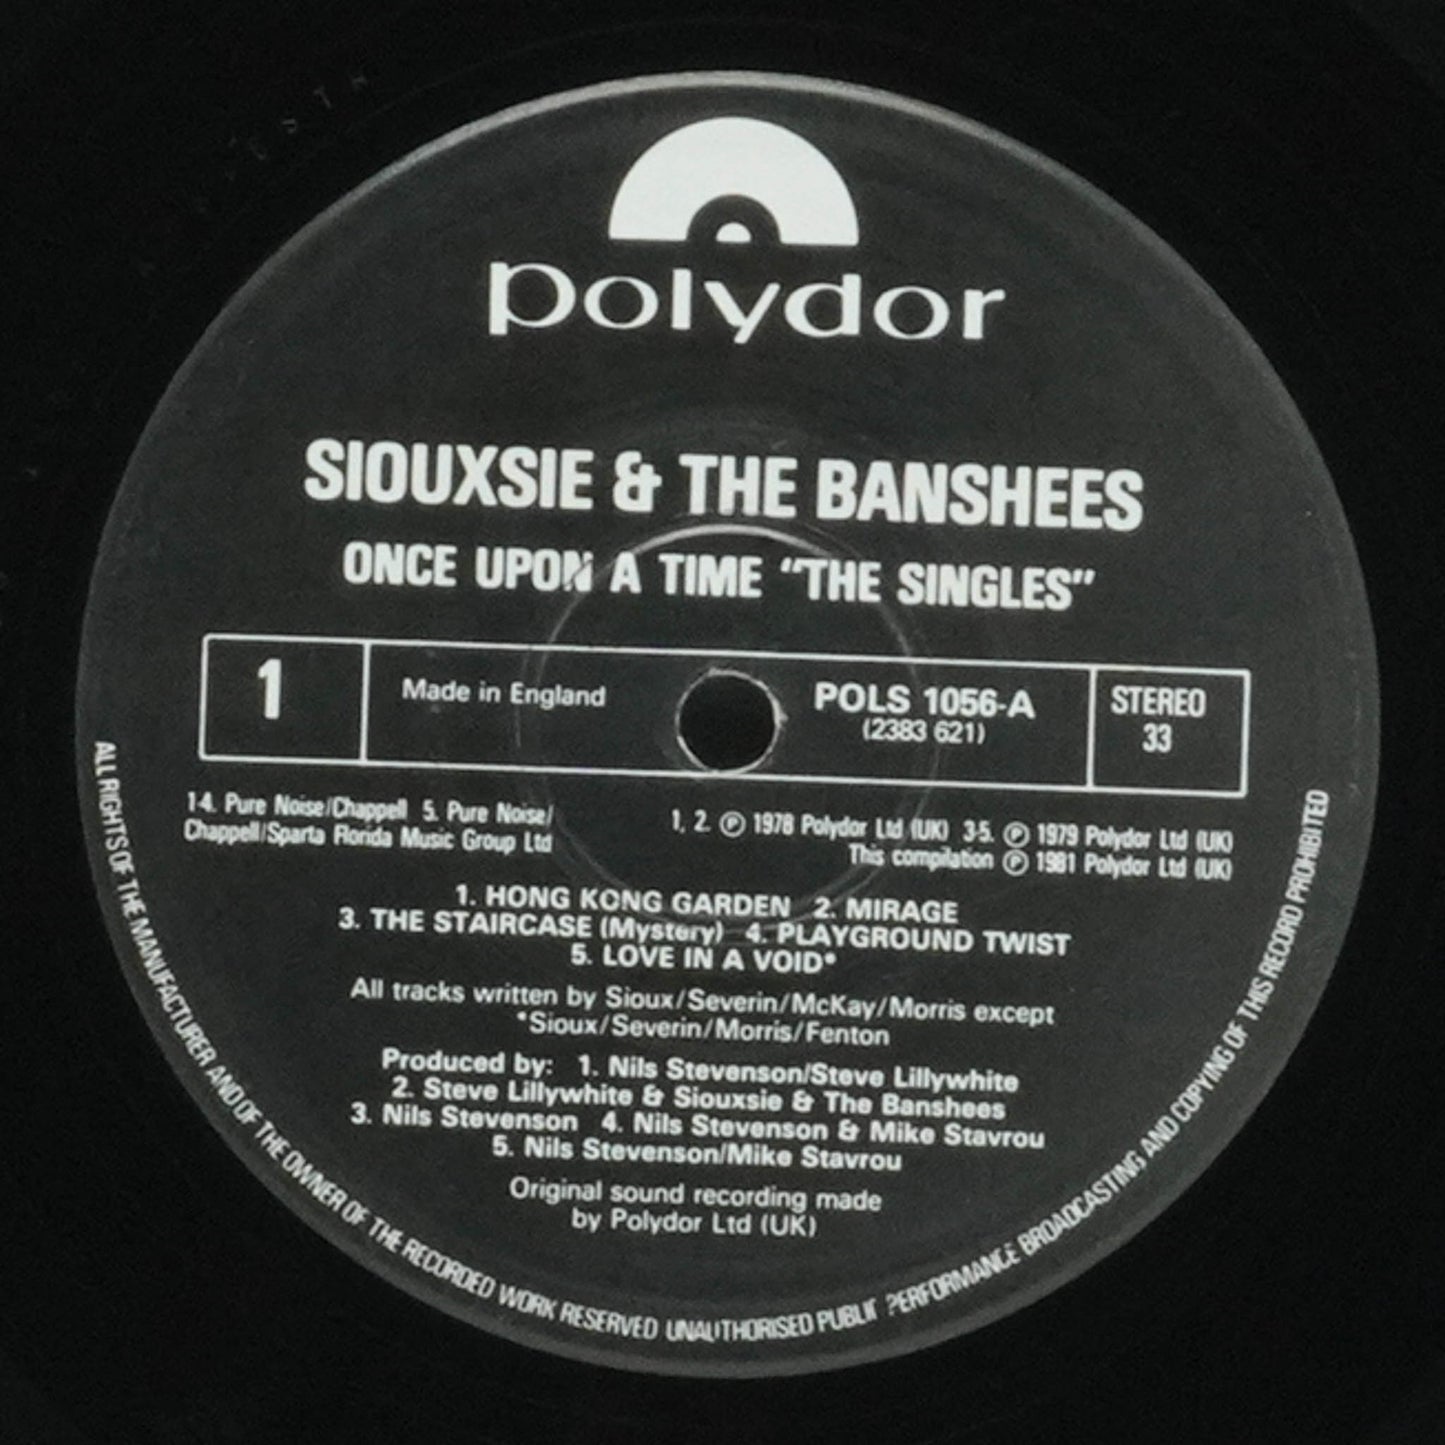 polydor
SIOUXSIE & THE BANSHEES
ONCE UPON A TIME "THE SINGLES"
1
Made in England
POLS 1056-A
(2383 621)
STEREO
33
1-4. Pure Noise/Chappell 5. Pure Noise/
Chappell/Sparta Florida Music Group Ltd
1, 2. ℗ 1978 Polydor Ltd (UK) 3-5. ℗ 1979 Polydor Ltd (UK)
This compilation ℗ 1981 Polydor Ltd (UK)
1. HONG KONG GARDEN 2. MIRAGE
3. THE STAIRCASE (Mystery) 4. PLAYGROUND TWIST
5. LOVE IN A VOID*
All tracks written by Sioux/Severin/McKay/Morris except
*Sioux/Severin/Morris/Fenton
Produced by: 1. Nils Stevenson/Steve Lillywhite
2. Steve Lillywhite & Siouxsie & The Banshees
3. Nils Stevenson 4. Nils Stevenson & Mike Stavrou
5. Nils Stevenson/Mike Stavrou
Original sound recording made
by Polydor Ltd (UK)
ALL RIGHTS OF THE MANUFACTURER AND OF THE OWNER OF THE RECORDED WORK RESERVED UNAUTHORISED PUBLIC PERFORMANCE BROADCASTING AND COPYING OF THIS RECORD PROHIBITED